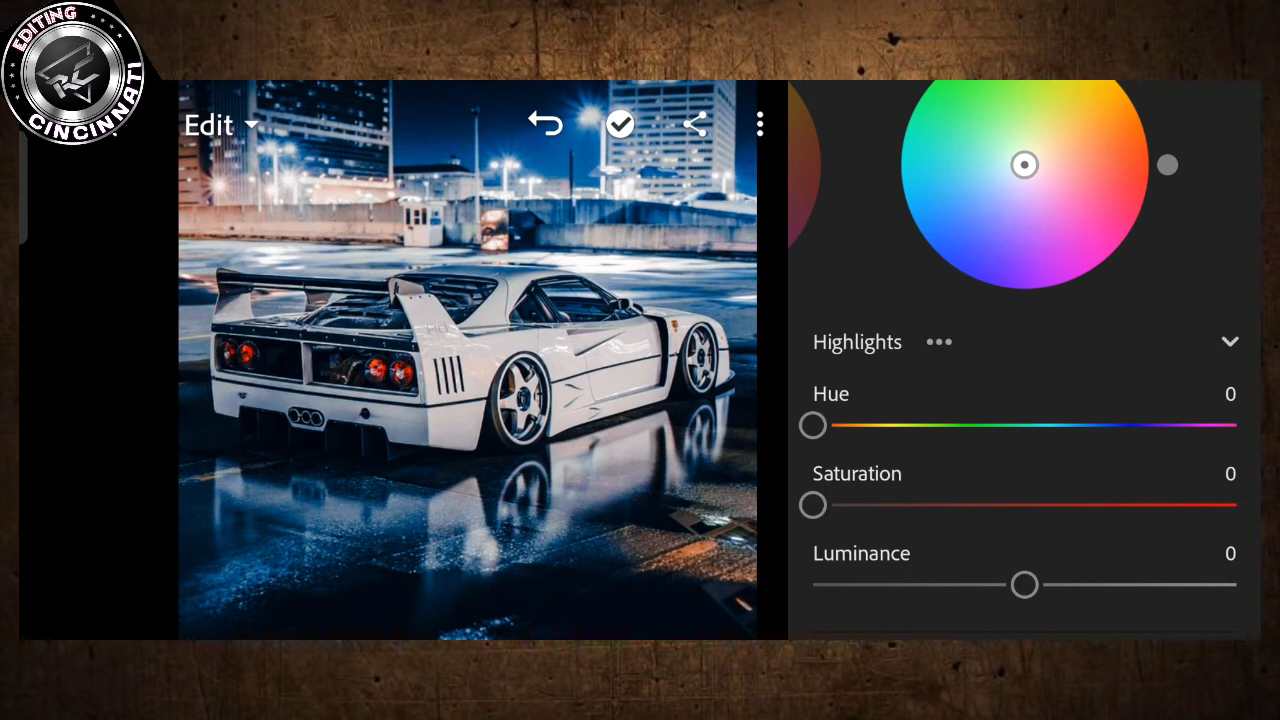 EDITING
CINCINNATI
Edit
Highlights
Hue 0
Saturation 0
Luminance 0